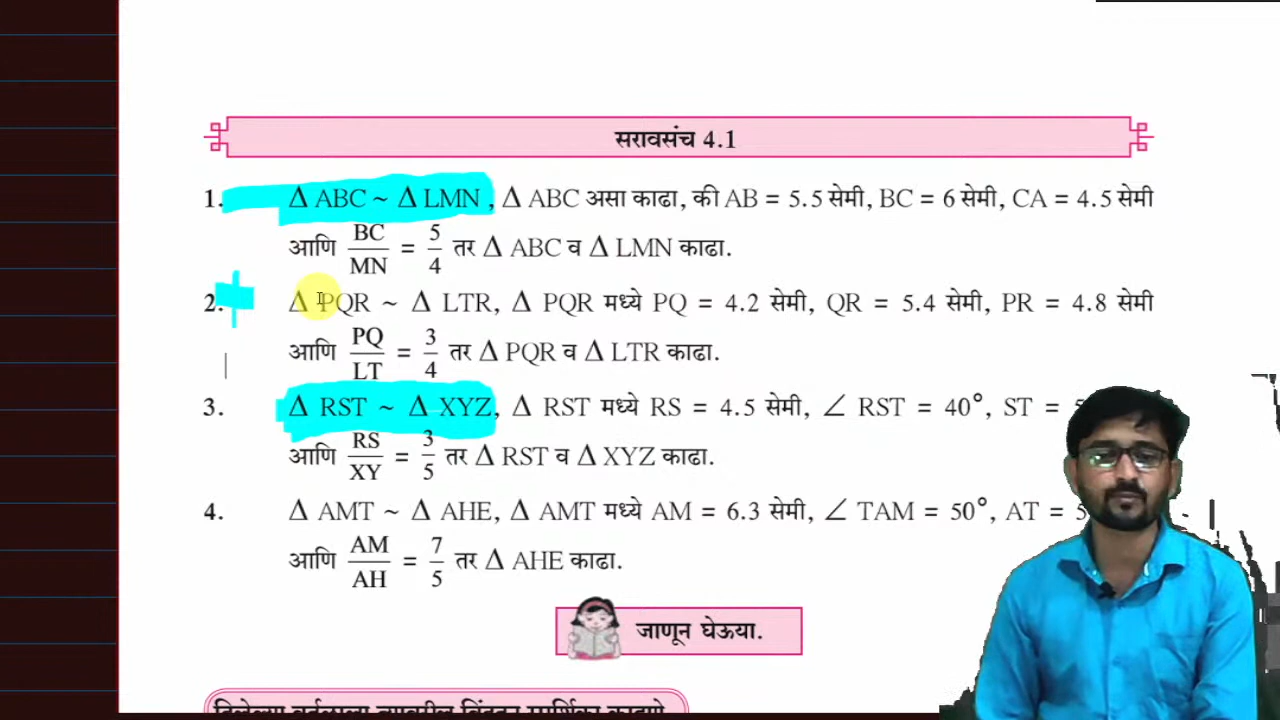 सरावसंच 4.1
1. Δ ABC ~ Δ LMN, Δ ABC असा काढा, की AB = 5.5 सेमी, BC = 6 सेमी, CA = 4.5 सेमी
आणि BC/MN = 5/4 तर Δ ABC व Δ LMN काढा.
2. Δ PQR ~ Δ LTR, Δ PQR मध्ये PQ = 4.2 सेमी, QR = 5.4 सेमी, PR = 4.8 सेमी
आणि PQ/LT = 3/4 तर Δ PQR व Δ LTR काढा.
3. Δ RST ~ Δ XYZ, Δ RST मध्ये RS = 4.5 सेमी, ∠ RST = 40°, ST =
आणि RS/XY = 3/5 तर Δ RST व Δ XYZ काढा.
4. Δ AMT ~ Δ AHE, Δ AMT मध्ये AM = 6.3 सेमी, ∠ TAM = 50°, AT =
आणि AM/AH = 7/5 तर Δ AHE काढा.
जाणून घेऊया.